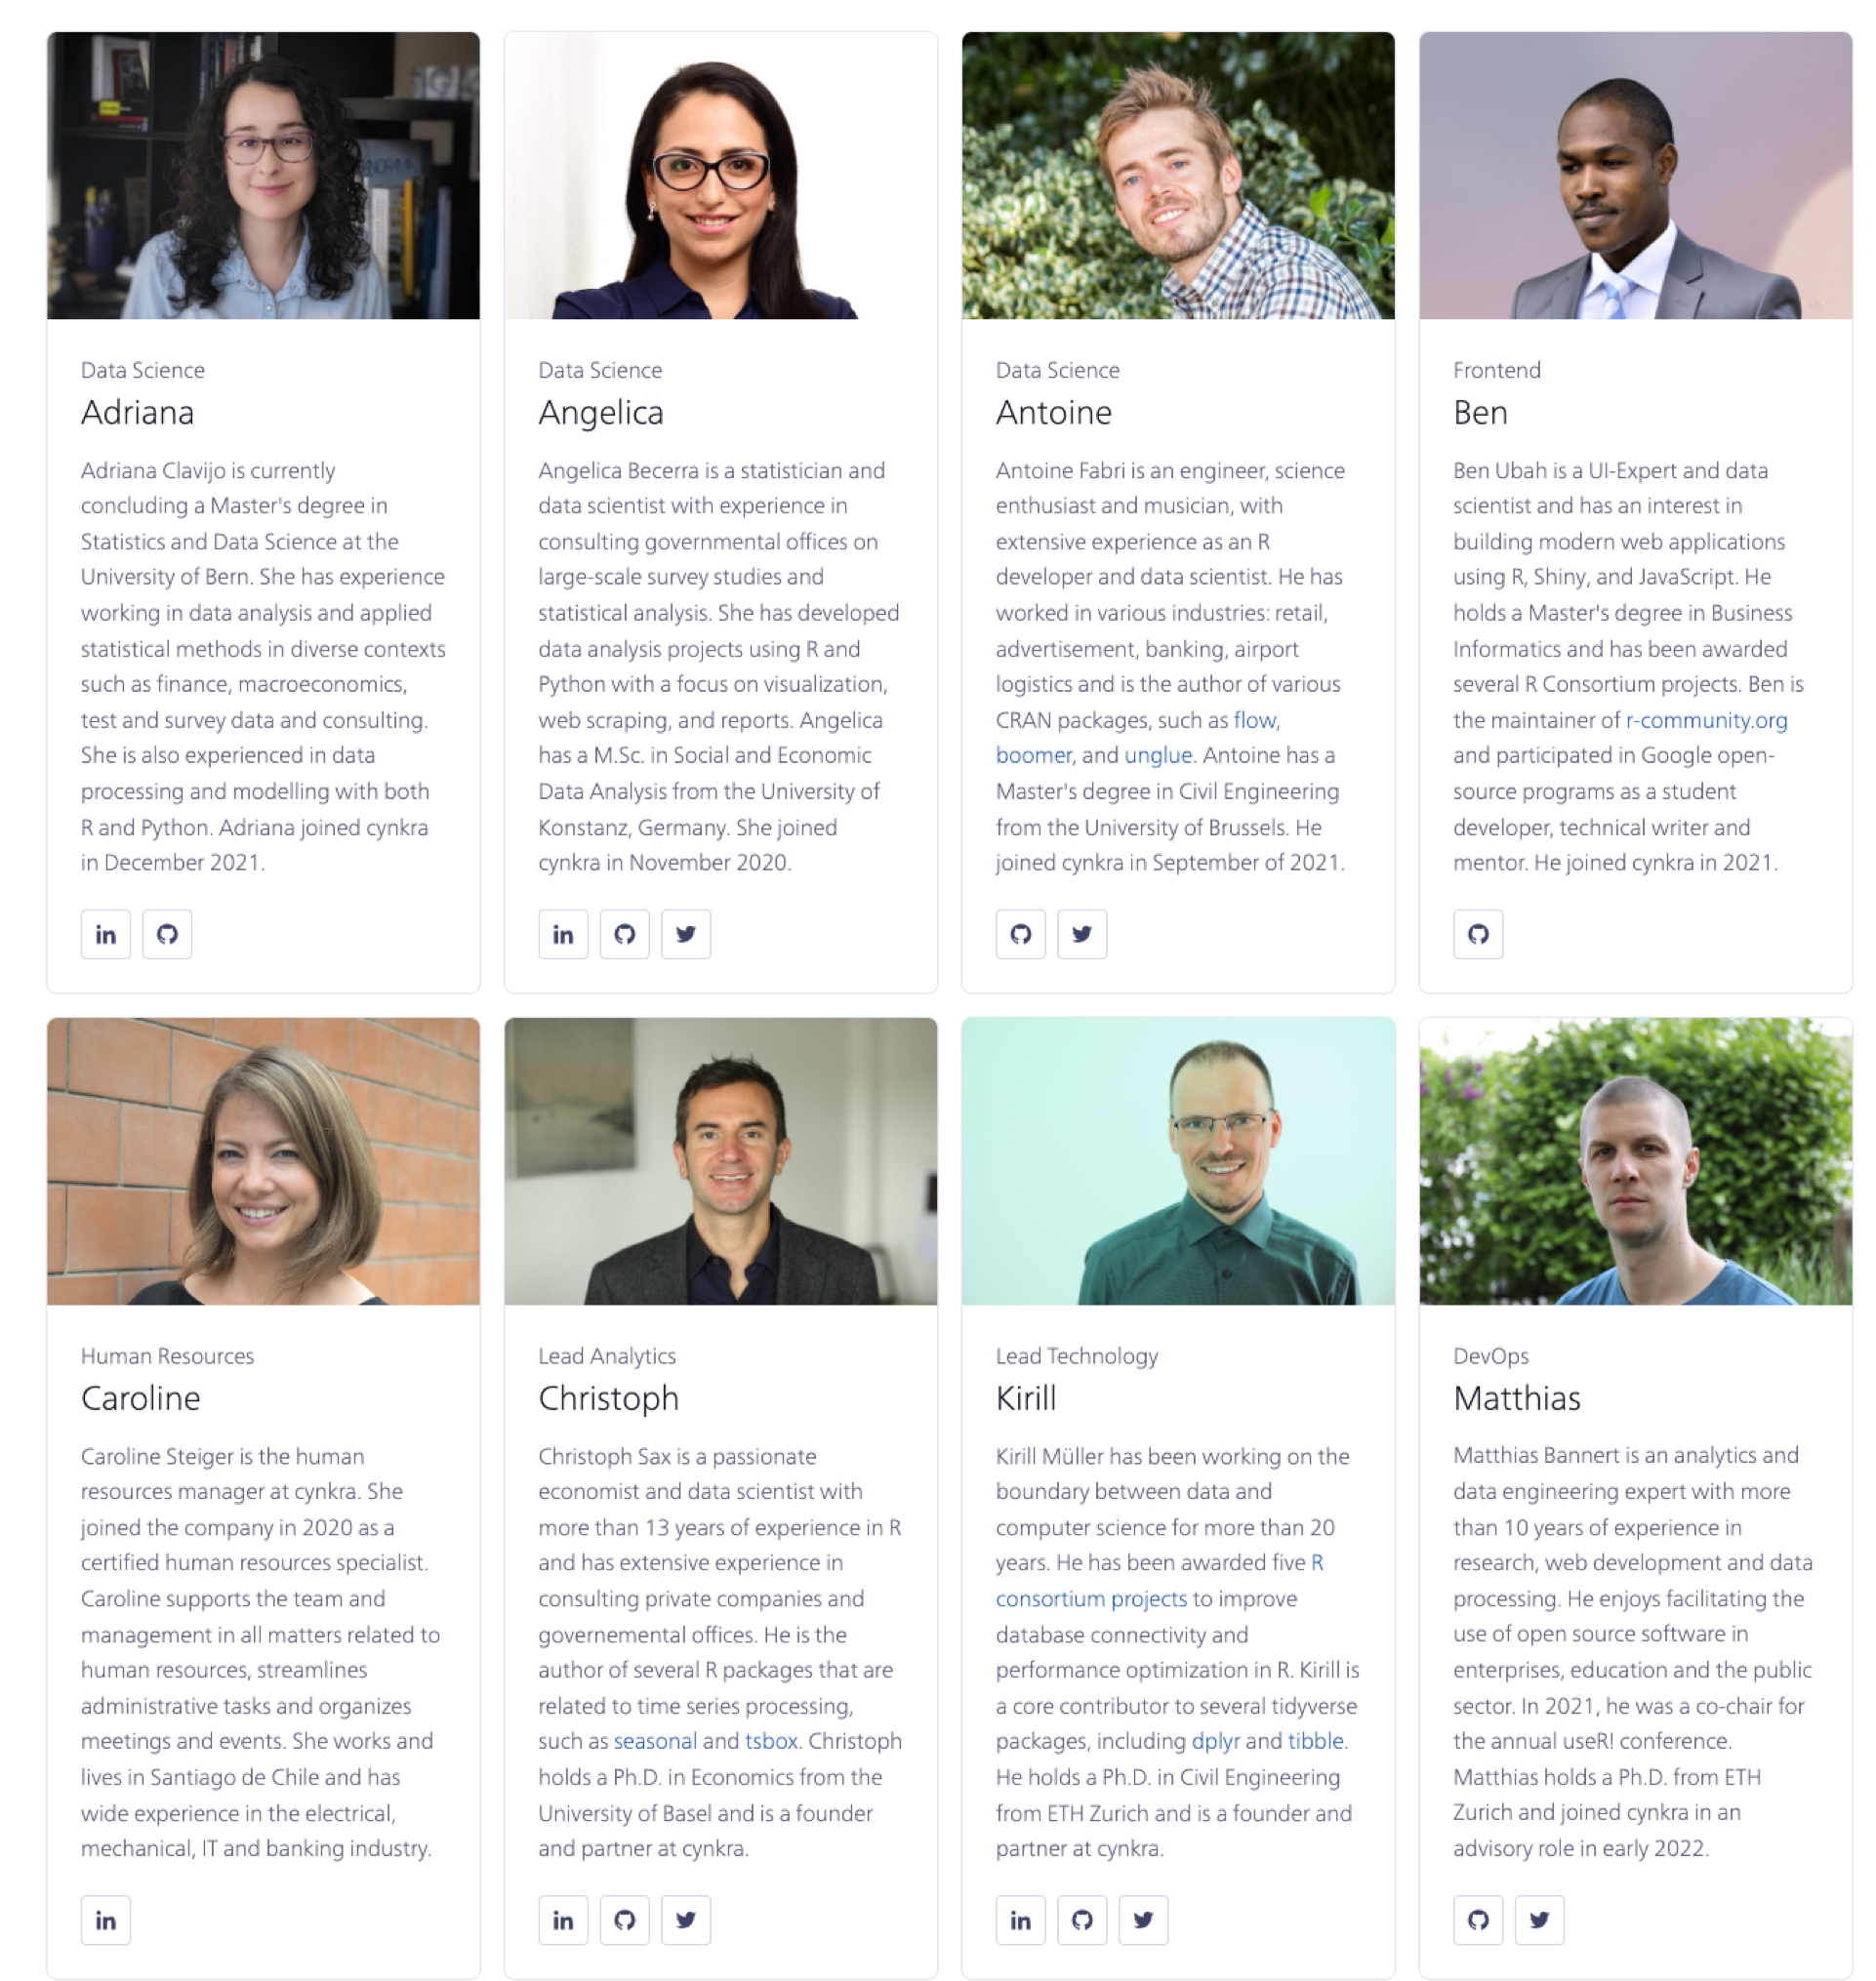 Data Science
Adriana
Adriana Clavijo is currently
concluding a Master's degree in
Statistics and Data Science at the
University of Bern. She has experience
working in data analysis and applied
statistical methods in diverse contexts
such as finance, macroeconomics,
test and survey data and consulting.
She is also experienced in data
processing and modelling with both
R and Python. Adriana joined cynkra
in December 2021.
Data Science
Angelica
Angelica Becerra is a statistician and
data scientist with experience in
consulting governmental offices on
large-scale survey studies and
statistical analysis. She has developed
data analysis projects using R and
Python with a focus on visualization,
web scraping, and reports. Angelica
has a M.Sc. in Social and Economic
Data Analysis from the University of
Konstanz, Germany. She joined
cynkra in November 2020.
Data Science
Antoine
Antoine Fabri is an engineer, science
enthusiast and musician, with
extensive experience as an R
developer and data scientist. He has
worked in various industries: retail,
advertisement, banking, airport
logistics and is the author of various
CRAN packages, such as flow,
boomer, and unglue. Antoine has a
Master's degree in Civil Engineering
from the University of Brussels. He
joined cynkra in September of 2021.
Frontend
Ben
Ben Ubah is a UI-Expert and data
scientist and has an interest in
building modern web applications
using R, Shiny, and JavaScript. He
holds a Master's degree in Business
Informatics and has been awarded
several R Consortium projects. Ben is
the maintainer of r-community.org
and participated in Google open-
source programs as a student
developer, technical writer and
mentor. He joined cynkra in 2021.
Human Resources
Caroline
Caroline Steiger is the human
resources manager at cynkra. She
joined the company in 2020 as a
certified human resources specialist.
Caroline supports the team and
management in all matters related to
human resources, streamlines
administrative tasks and organizes
meetings and events. She works and
lives in Santiago de Chile and has
wide experience in the electrical,
mechanical, IT and banking industry.
Lead Analytics
Christoph
Christoph Sax is a passionate
economist and data scientist with
more than 13 years of experience in R
and has extensive experience in
consulting private companies and
governemental offices. He is the
author of several R packages that are
related to time series processing,
such as seasonal and tsbox. Christoph
holds a Ph.D. in Economics from the
University of Basel and is a founder
and partner at cynkra.
Lead Technology
Kirill
Kirill Müller has been working on the
boundary between data and
computer science for more than 20
years. He has been awarded five R
consortium projects to improve
database connectivity and
performance optimization in R. Kirill is
a core contributor to several tidyverse
packages, including dplyr and tibble.
He holds a Ph.D. in Civil Engineering
from ETH Zurich and is a founder and
partner at cynkra.
DevOps
Matthias
Matthias Bannert is an analytics and
data engineering expert with more
than 10 years of experience in
research, web development and data
processing. He enjoys facilitating the
use of open source software in
enterprises, education and the public
sector. In 2021, he was a co-chair for
the annual useR! conference.
Matthias holds a Ph.D. from ETH
Zurich and joined cynkra in an
advisory role in early 2022.